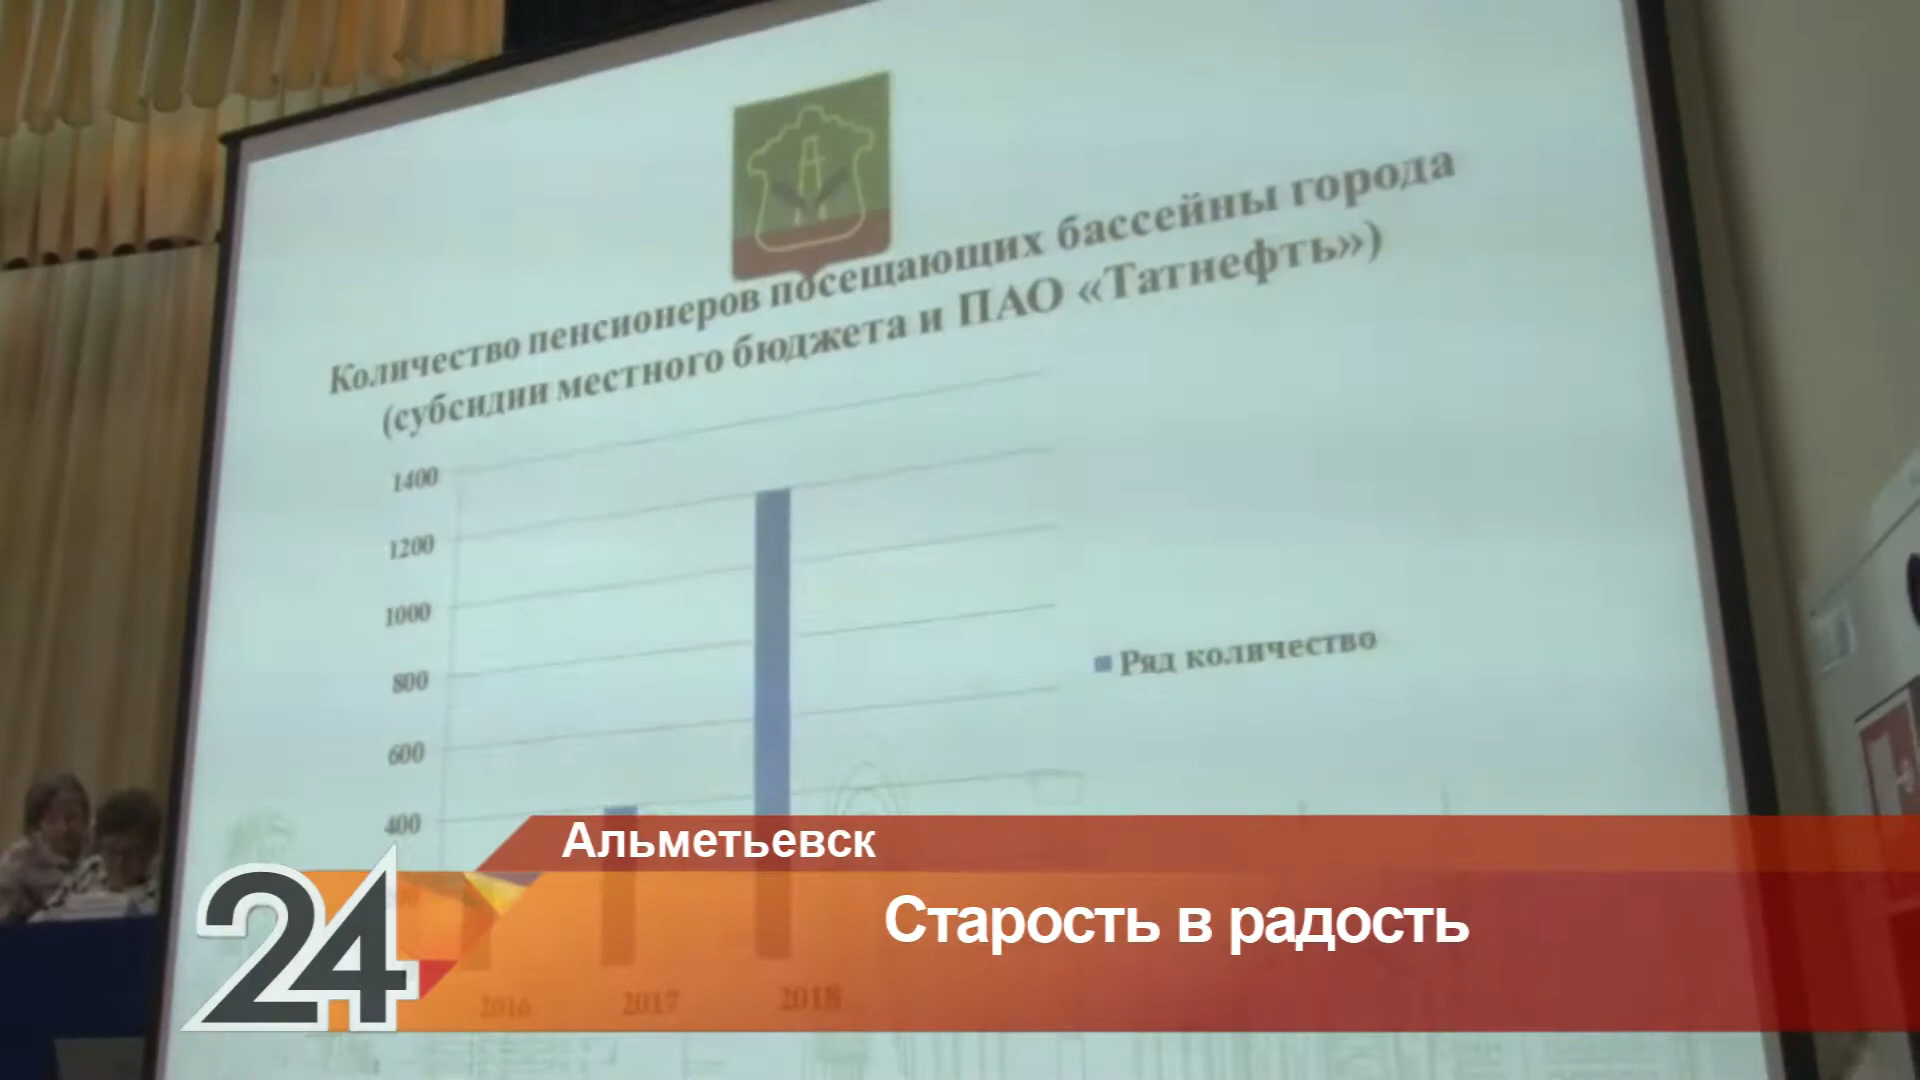 Количество пенсионеров посещающих бассейны города
(субсидии местного бюджета и ПАО «Татнефть»)
1400
1200
1000
800
600
400
200
2016
2017
2018
Ряд количество
Альметьевск
24
Старость в радость